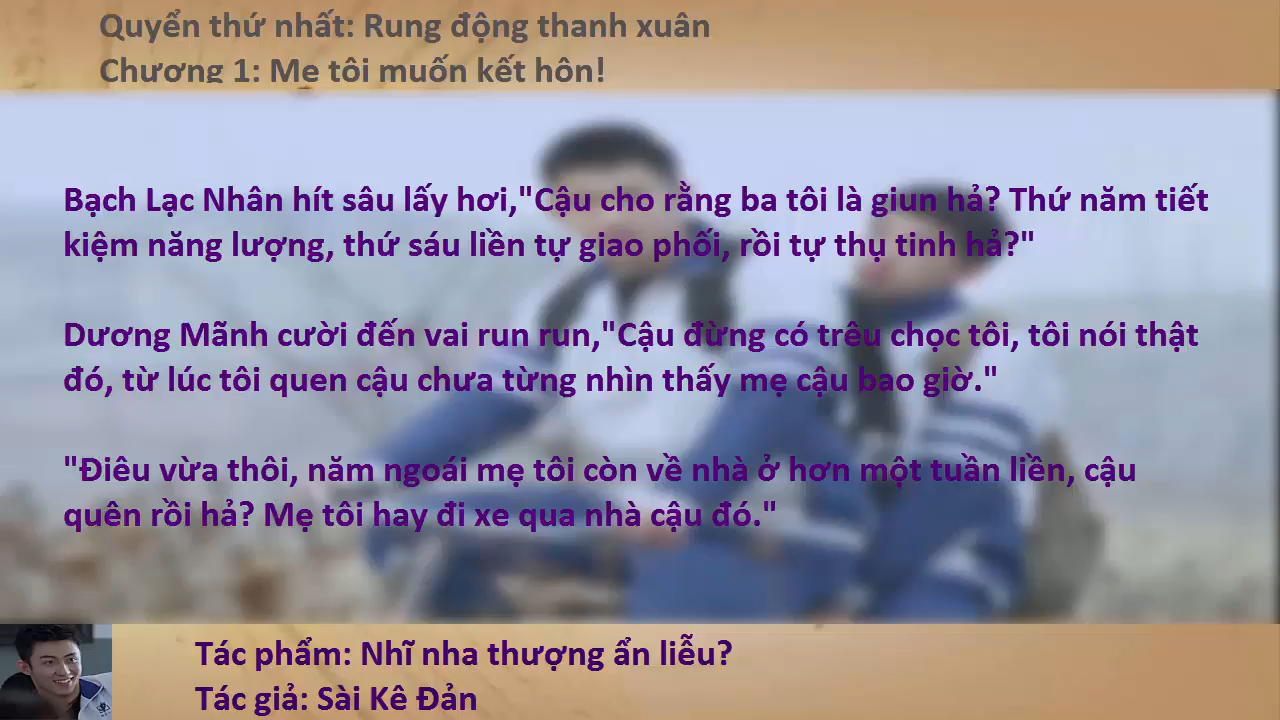 Quyển thứ nhất: Rung động thanh xuân
Chương 1: Mẹ tôi muốn kết hôn!
Bạch Lạc Nhân hít sâu lấy hơi,"Cậu cho rằng ba tôi là giun hả? Thứ năm tiết
kiệm năng lượng, thứ sáu liền tự giao phối, rồi tự thụ tinh hả?"
Dương Mãnh cười đến vai run run,"Cậu đừng có trêu chọc tôi, tôi nói thật
đó, từ lúc tôi quen cậu chưa từng nhìn thấy mẹ cậu bao giờ."
"Điêu vừa thôi, năm ngoái mẹ tôi còn về nhà ở hơn một tuần liền, cậu
quên rồi hả? Mẹ tôi hay đi xe qua nhà cậu đó."
Tác phẩm: Nhĩ nha thượng ẩn liễu?
Tác giả: Sài Kê Đản